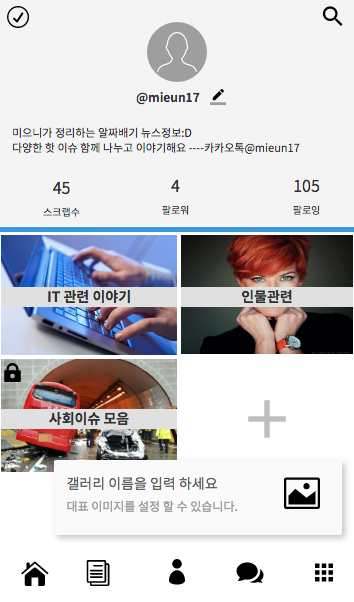 @mieun17
미으니가 정리하는 알짜배기 뉴스정보:D
다양한 핫 이슈 함께 나누고 이야기해요 ----카카오톡@mieun17
45 4 105
스크랩수 팔로워 팔로잉
IT 관련 이야기 인물관련
사회이슈 모음
갤러리 이름을 입력 하세요
대표 이미지를 설정 할 수 있습니다.